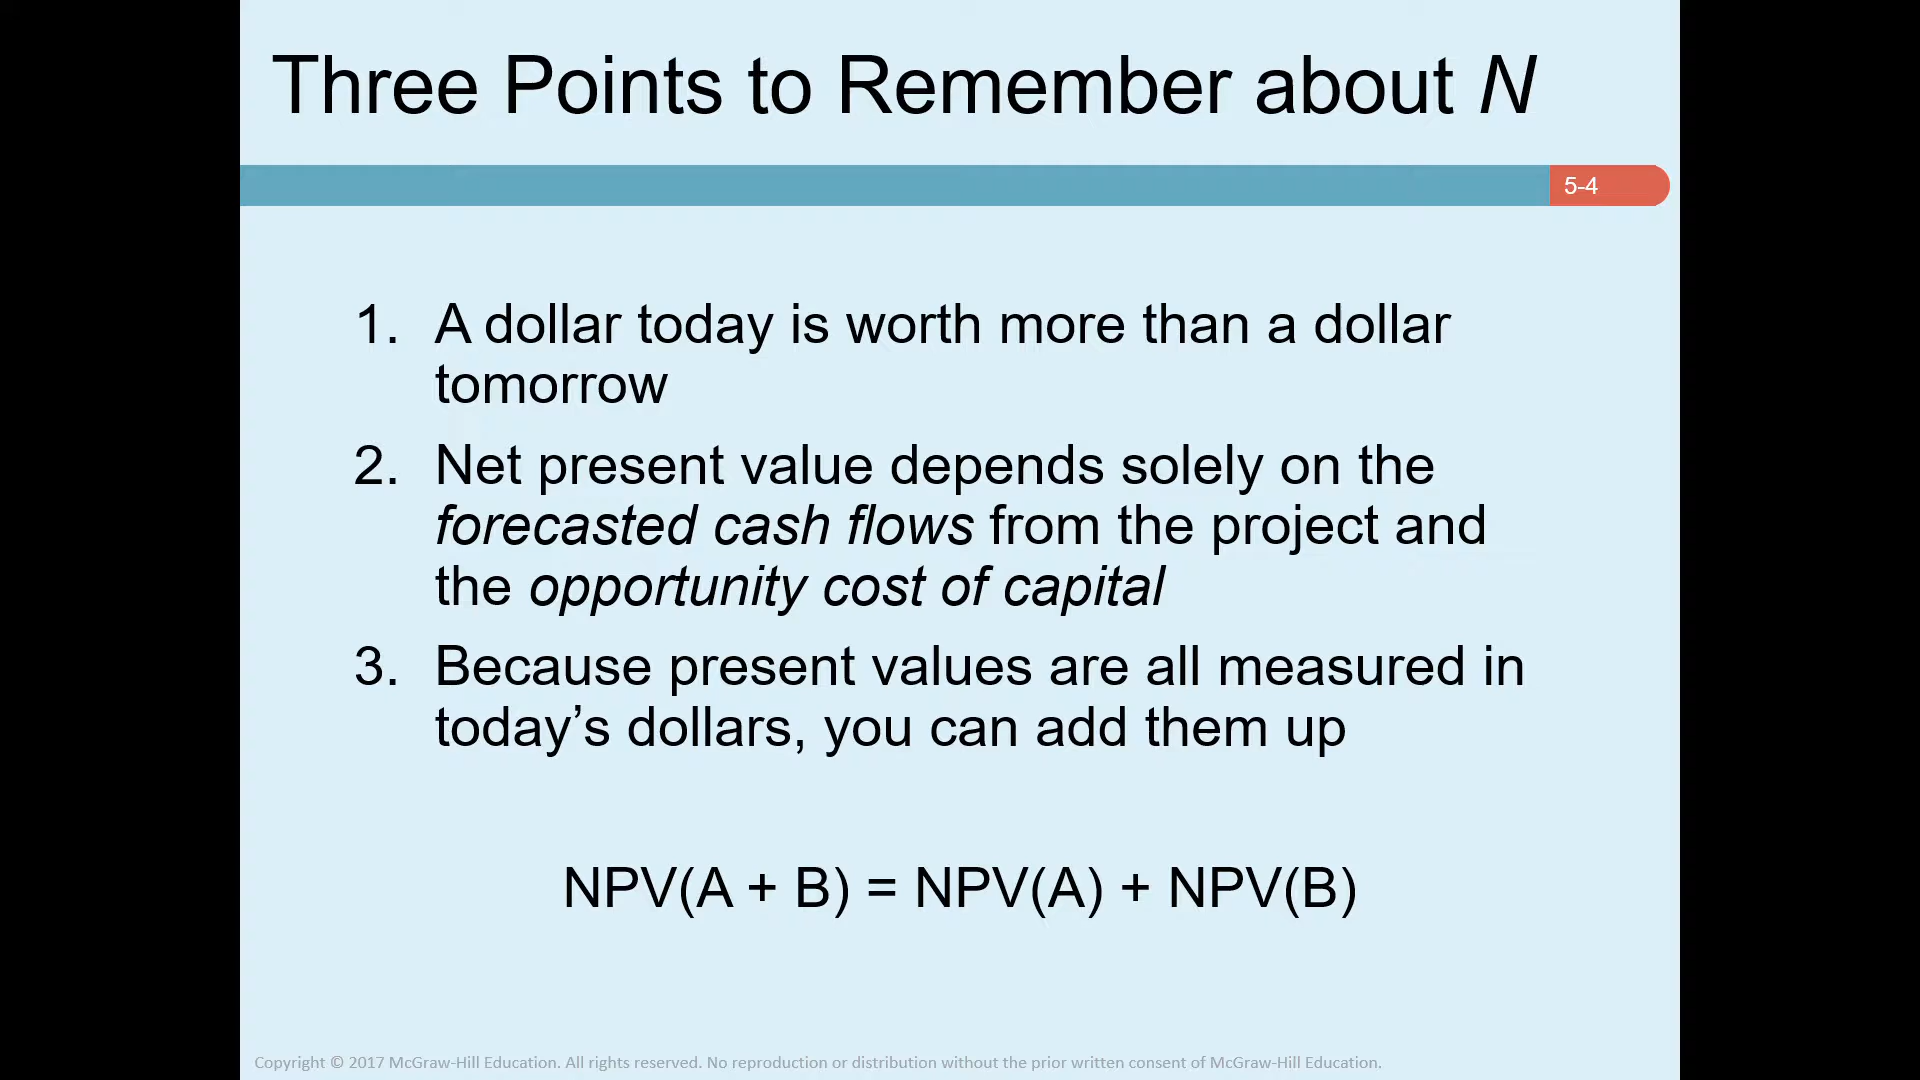 Three Points to Remember about N
5-4
1. A dollar today is worth more than a dollar
tomorrow
2. Net present value depends solely on the
forecasted cash flows from the project and
the opportunity cost of capital
3. Because present values are all measured in
today’s dollars, you can add them up
NPV(A + B) = NPV(A) + NPV(B)
Copyright © 2017 McGraw-Hill Education. All rights reserved. No reproduction or distribution without the prior written consent of McGraw-Hill Education.